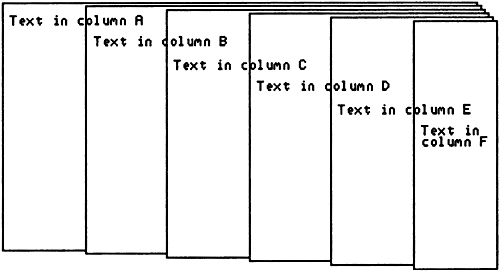 Text in column A
Text in column B
Text in column C
Text in column D
Text in column E
Text in
column F